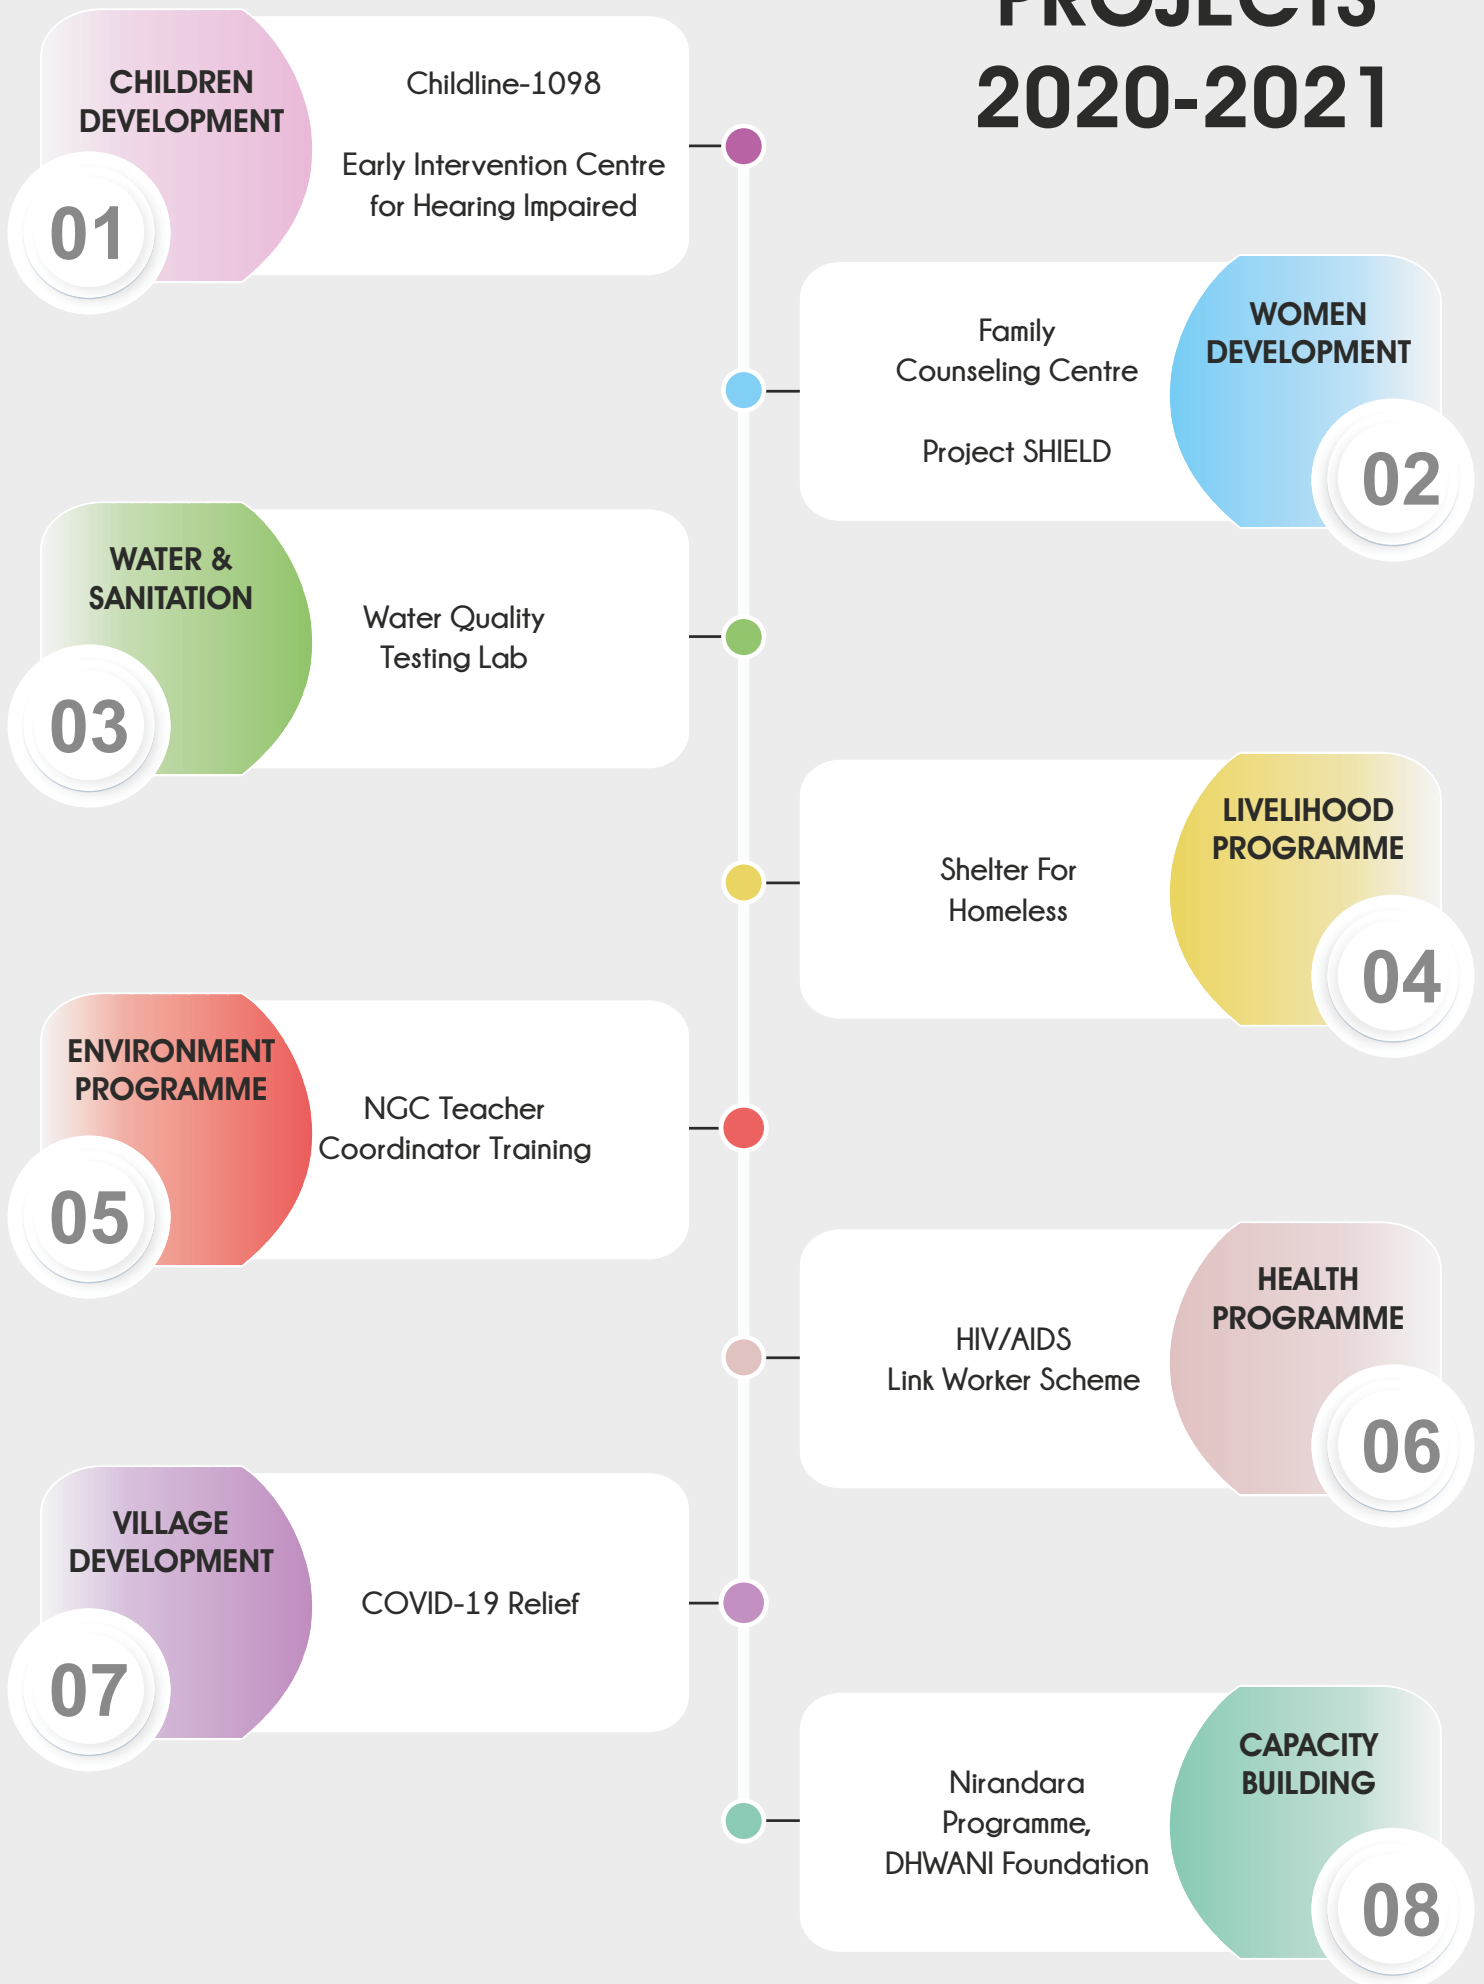 PROJECTS
2020-2021
CHILDREN
DEVELOPMENT
01
Childline-1098
Early Intervention Centre
for Hearing Impaired
Family
Counseling Centre
Project SHIELD
WOMEN
DEVELOPMENT
02
WATER &
SANITATION
03
Water Quality
Testing Lab
Shelter For
Homeless
LIVELIHOOD
PROGRAMME
04
ENVIRONMENT
PROGRAMME
05
NGC Teacher
Coordinator Training
HIV/AIDS
Link Worker Scheme
HEALTH
PROGRAMME
06
VILLAGE
DEVELOPMENT
07
COVID-19 Relief
Nirandara
Programme,
DHWANI Foundation
CAPACITY
BUILDING
08